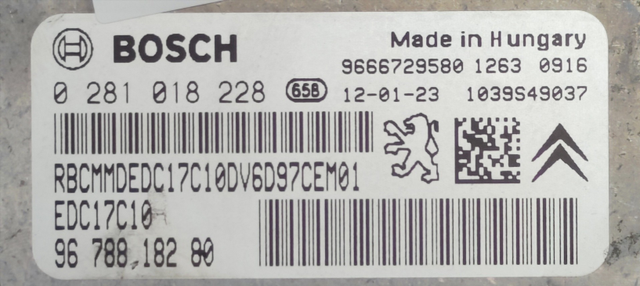 BOSCH
Made in Hungary
9666729580 1263 0916
0 281 018 228 658 12-01-23 1039S49037
RBCMMDEDC17C10DV6D97CEM01
EDC17C10
96 788 182 80